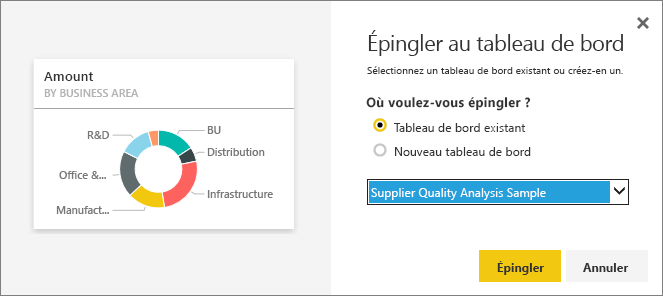 Épingler au tableau de bord
Sélectionnez un tableau de bord existant ou créez-en un.
Où voulez-vous épingler ?
Tableau de bord existant
Nouveau tableau de bord
Supplier Quality Analysis Sample
Épingler
Annuler
Amount
BY BUSINESS AREA
R&D
BU
Distribution
Office &...
Infrastructure
Manufact...